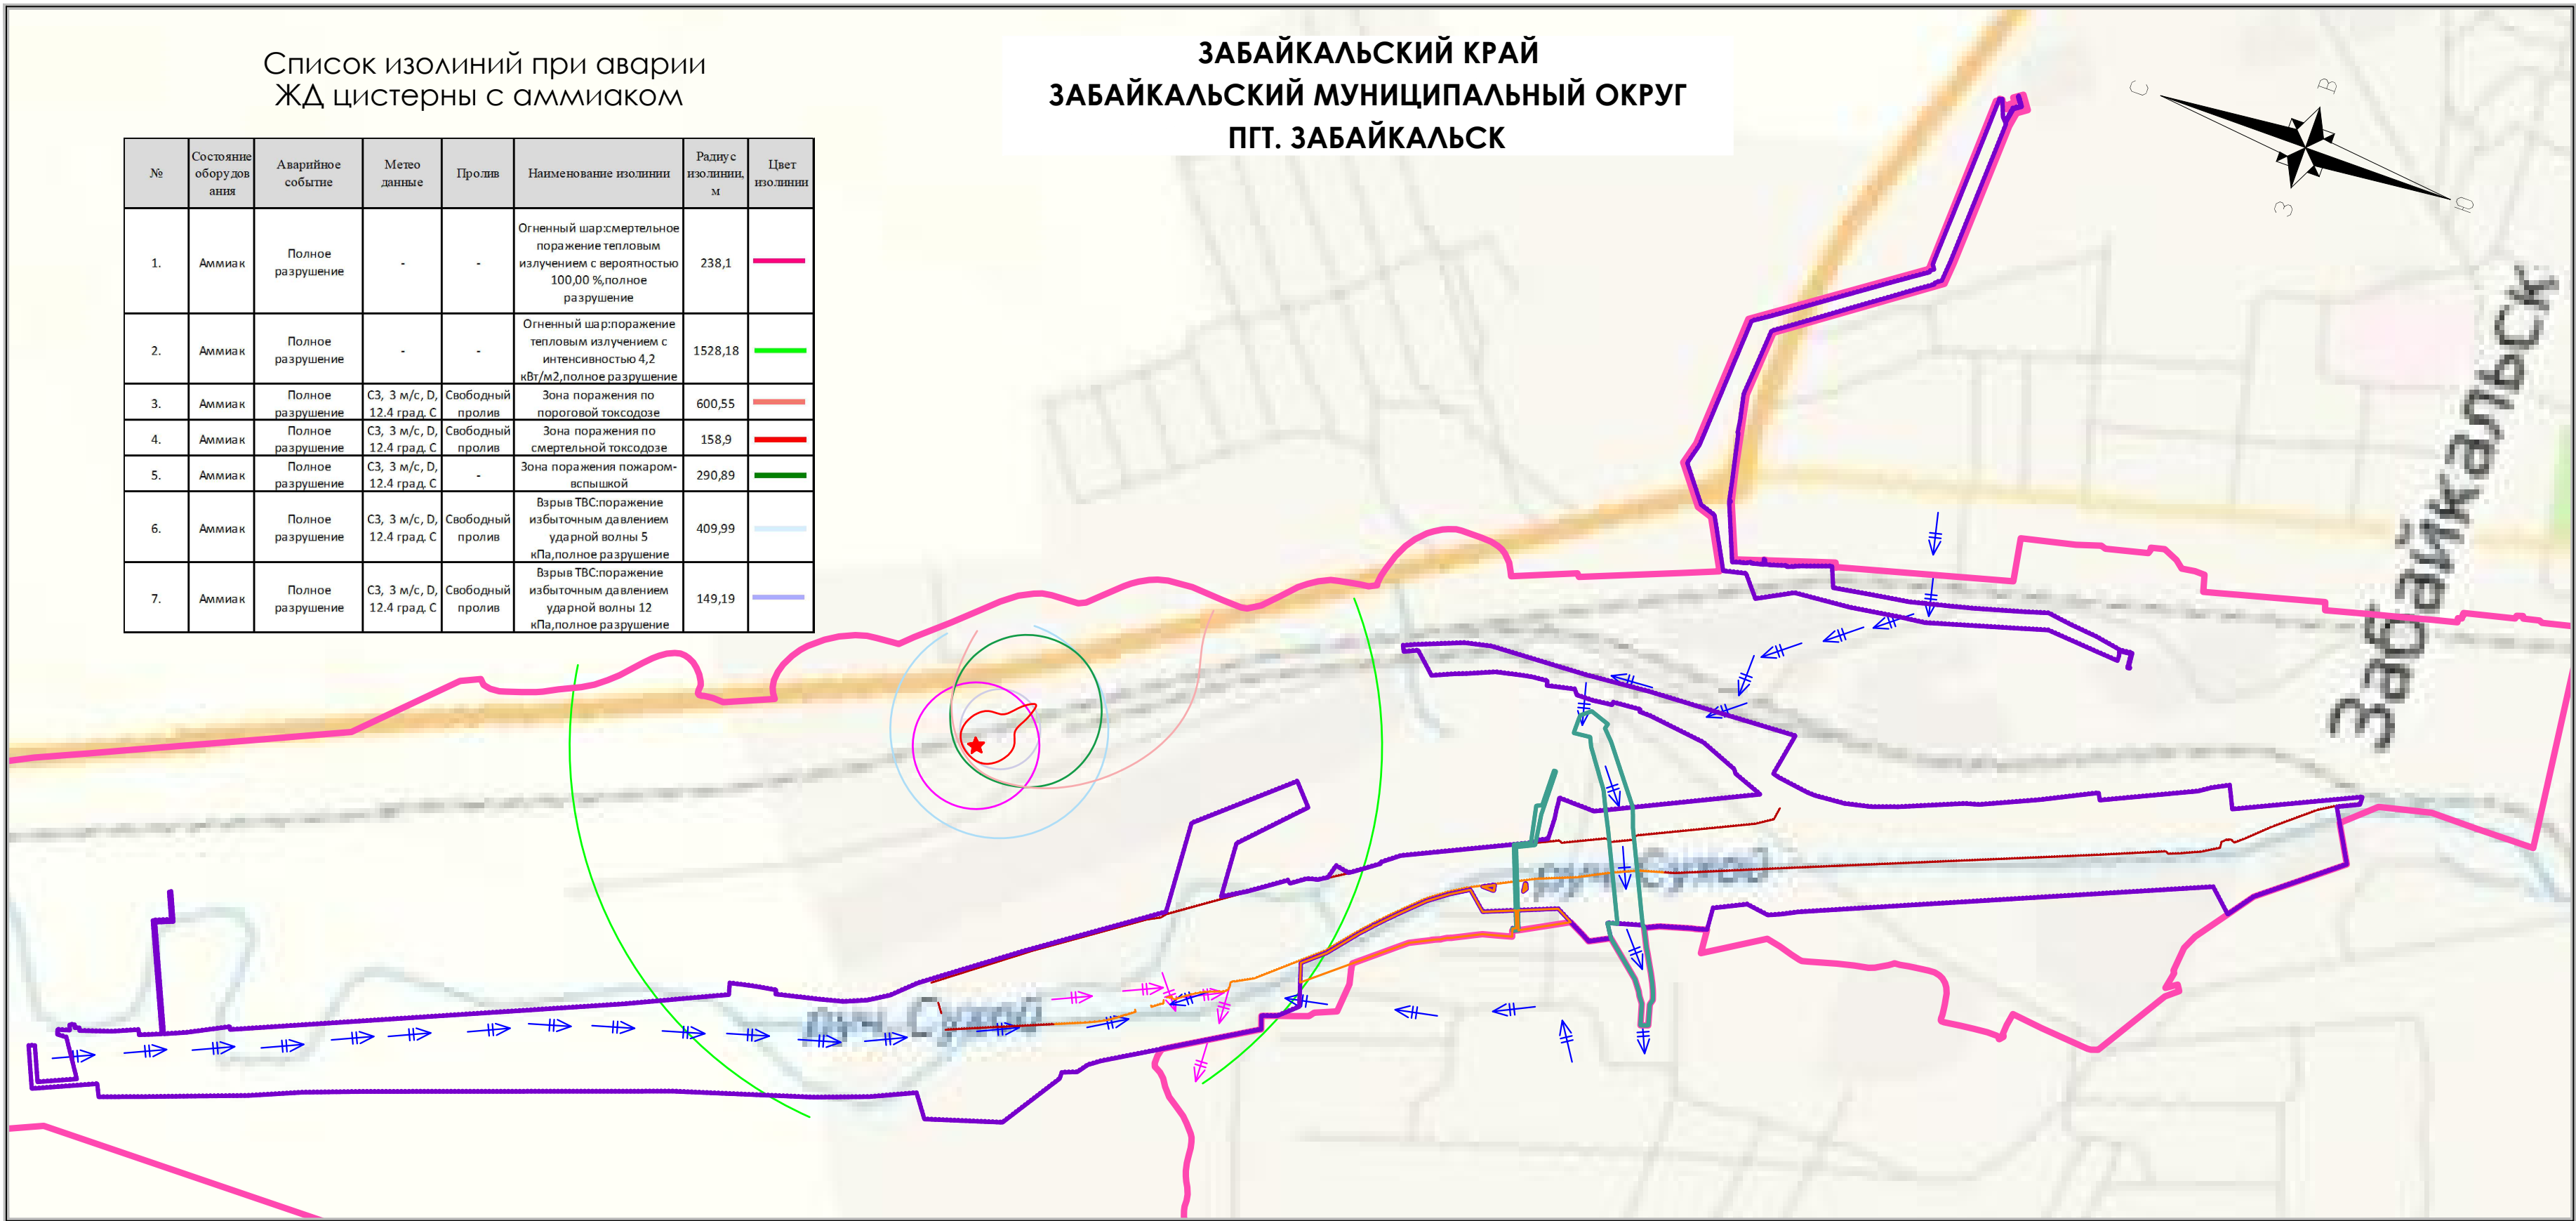 Список изолиний при аварии
ЖД цистерны с аммиаком
ЗАБАЙКАЛЬСКИЙ КРАЙ
ЗАБАЙКАЛЬСКИЙ МУНИЦИПАЛЬНЫЙ ОКРУГ
ПГТ. ЗАБАЙКАЛЬСК
С
В
З
Ю
№
Состояние
оборудов
ания
Аварийное
событие
Метео
данные
Пролив
Наименование изолинии
Радиус
изолинии,
м
Цвет
изолинии
1.
Аммиак
Полное
разрушение
-
-
Огненный шар:смертельное
поражение тепловым
излучением с вероятностью
100,00 %,полное
разрушение
238,1
2.
Аммиак
Полное
разрушение
-
-
Огненный шар:поражение
тепловым излучением с
интенсивностью 4,2
кВт/м2,полное разрушение
1528,18
3.
Аммиак
Полное
разрушение
СЗ, 3 м/с, D,
12.4 град. С
Свободный
пролив
Зона поражения по
пороговой токсодозе
600,55
4.
Аммиак
Полное
разрушение
СЗ, 3 м/с, D,
12.4 град. С
Свободный
пролив
Зона поражения по
смертельной токсодозе
158,9
5.
Аммиак
Полное
разрушение
СЗ, 3 м/с, D,
12.4 град. С
-
Зона поражения пожаром-
вспышкой
290,89
6.
Аммиак
Полное
разрушение
СЗ, 3 м/с, D,
12.4 град. С
Свободный
пролив
Взрыв ТВС:поражение
избыточным давлением
ударной волны 5
кПа,полное разрушение
409,99
7.
Аммиак
Полное
разрушение
СЗ, 3 м/с, D,
12.4 град. С
Свободный
пролив
Взрыв ТВС:поражение
избыточным давлением
ударной волны 12
кПа,полное разрушение
149,19
Забайкальск
руч. Сухой
руч. Сухой